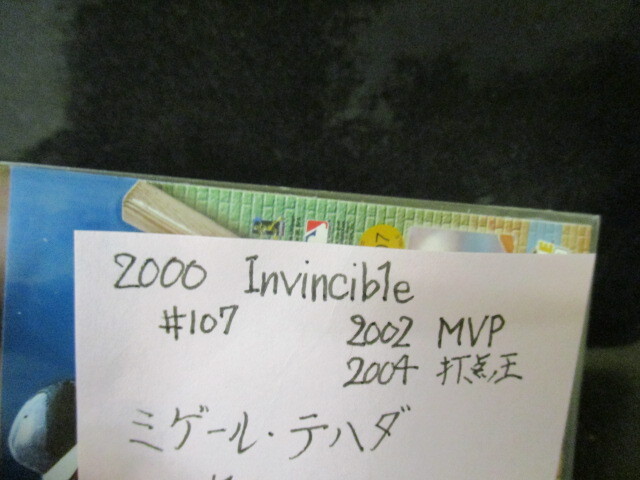 2000 Invincible
#107 2002 MVP
2004 打点王
ミゲール・テハダ